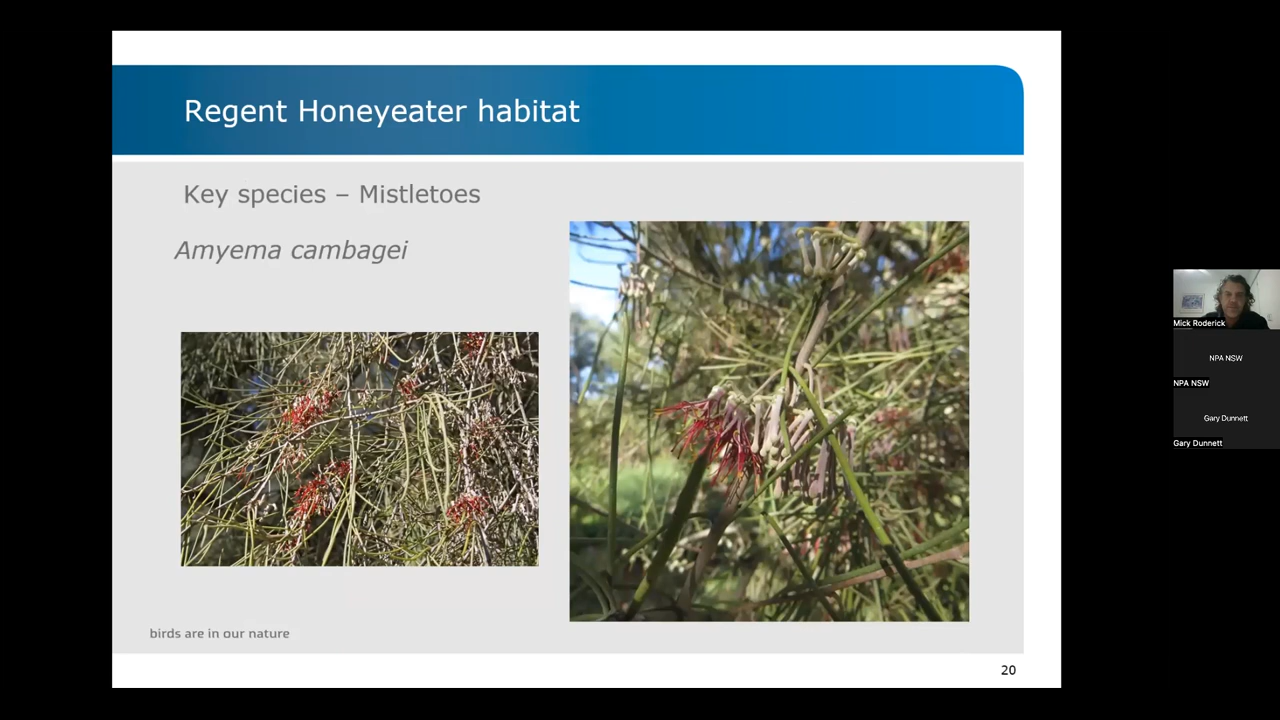 Regent Honeyeater habitat
Key species – Mistletoes
Amyema cambagei
birds are in our nature
20
Mick Roderick
NPA NSW
NPA NSW
Gary Dunnett
Gary Dunnett